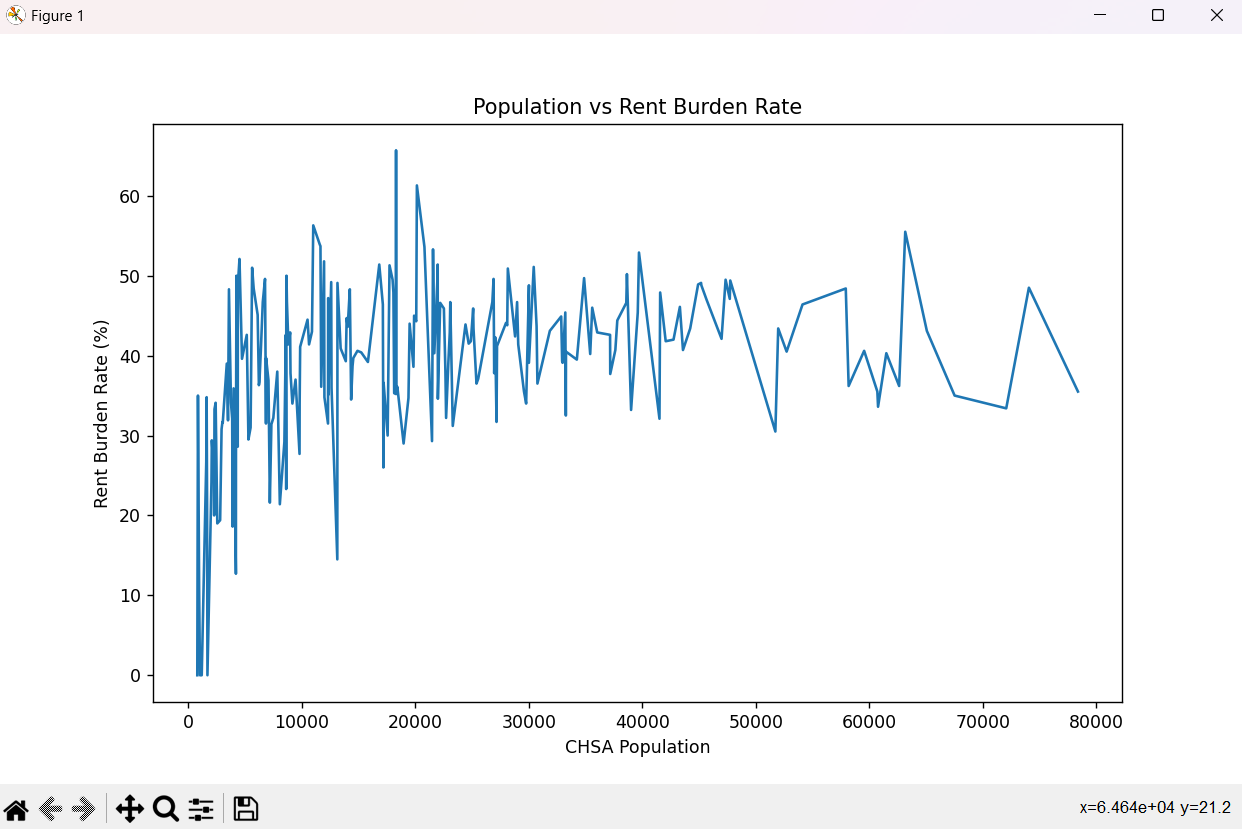 Figure 1
Population vs Rent Burden Rate
Rent Burden Rate (%)
60
50
40
30
20
10
0
0 10000 20000 30000 40000 50000 60000 70000 80000
CHSA Population
x=6.464e+04 y=21.2